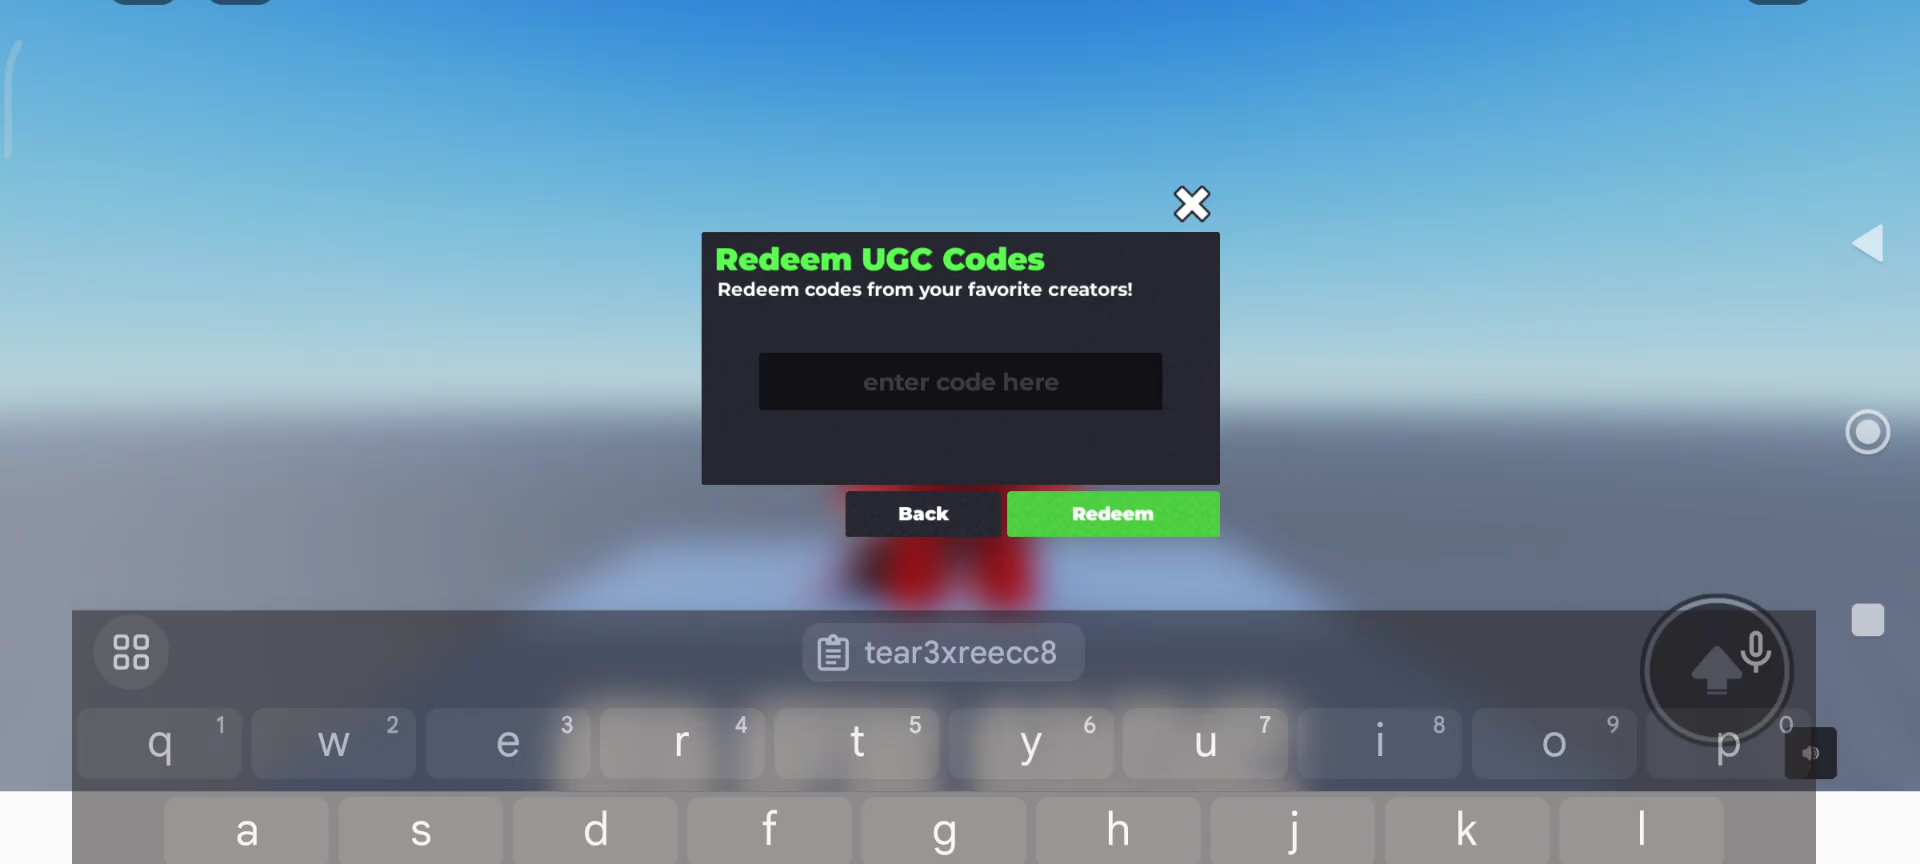 Redeem UGC Codes
Redeem codes from your favorite creators!
enter code here
Back Redeem
tear3xreecc8
q 1 w 2 e 3 r 4 t 5 y 6 u 7 i 8 o 9 p 0
a s d f g h j k l